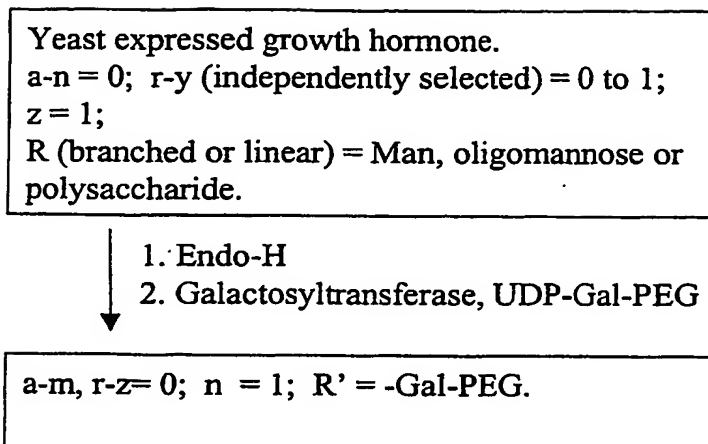 Yeast expressed growth hormone.
a-n = 0; r-y (independently selected) = 0 to 1;
z = 1;
R (branched or linear) = Man, oligomannose or
polysaccharide.
1. Endo-H
2. Galactosyltransferase, UDP-Gal-PEG
a-m, r-z= 0; n = 1; R' = -Gal-PEG.